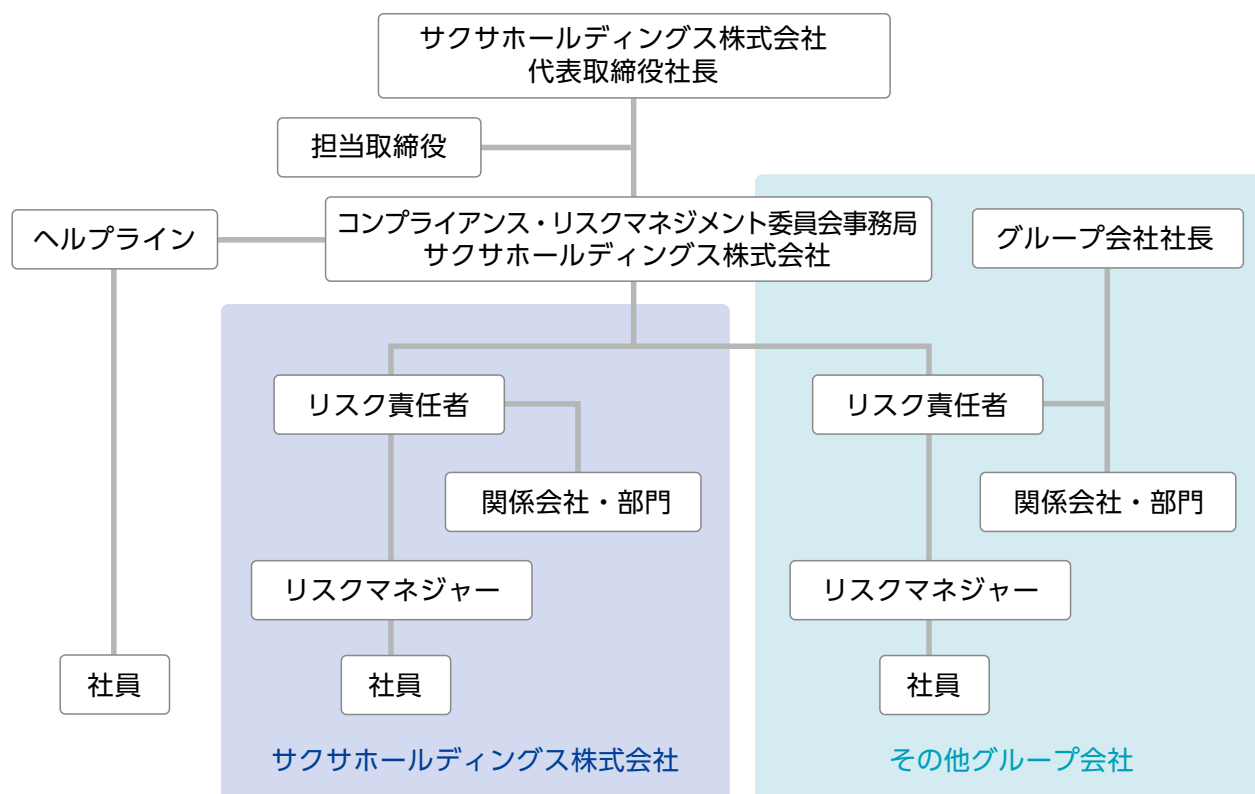 サクサホールディングス株式会社
代表取締役社長
担当取締役
ヘルプライン
コンプライアンス・リスクマネジメント委員会事務局
サクサホールディングス株式会社
グループ会社社長
リスク責任者
リスク責任者
関係会社・部門
関係会社・部門
リスクマネジャー
リスクマネジャー
社員
社員
社員
サクサホールディングス株式会社
その他グループ会社